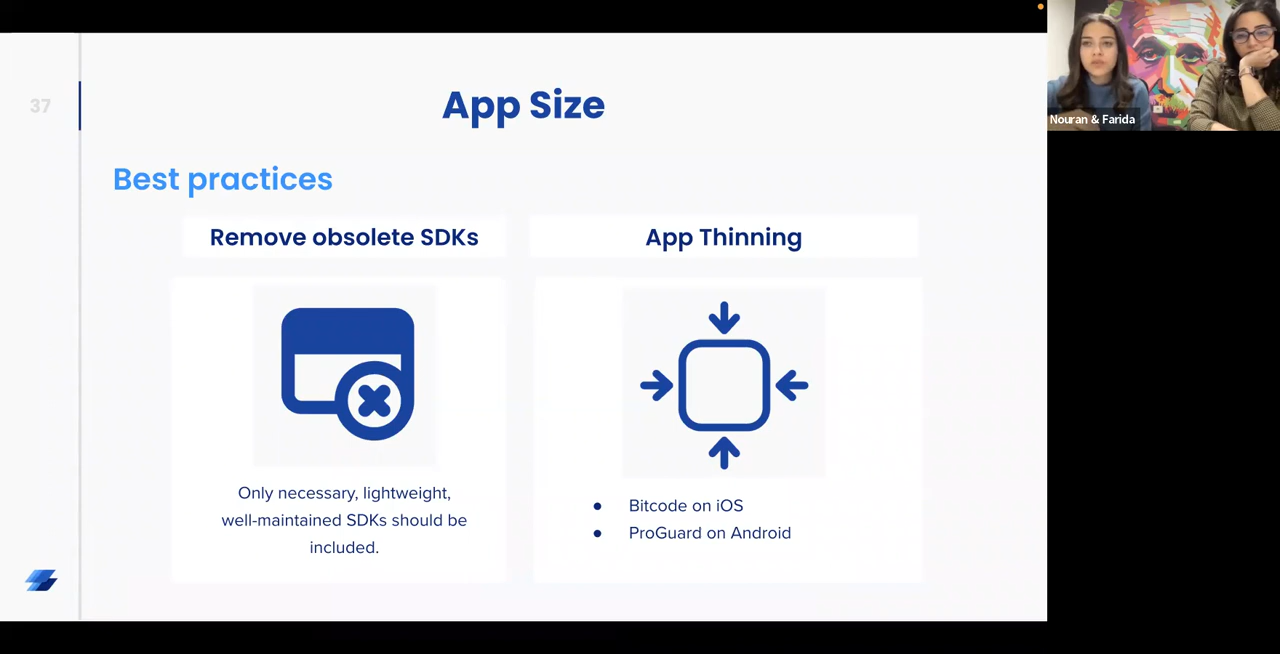 37
App Size
Best practices
Remove obsolete SDKs
App Thinning
Only necessary, lightweight,
well-maintained SDKs should be
included.
● Bitcode on iOS
● ProGuard on Android
Nouran & Farida